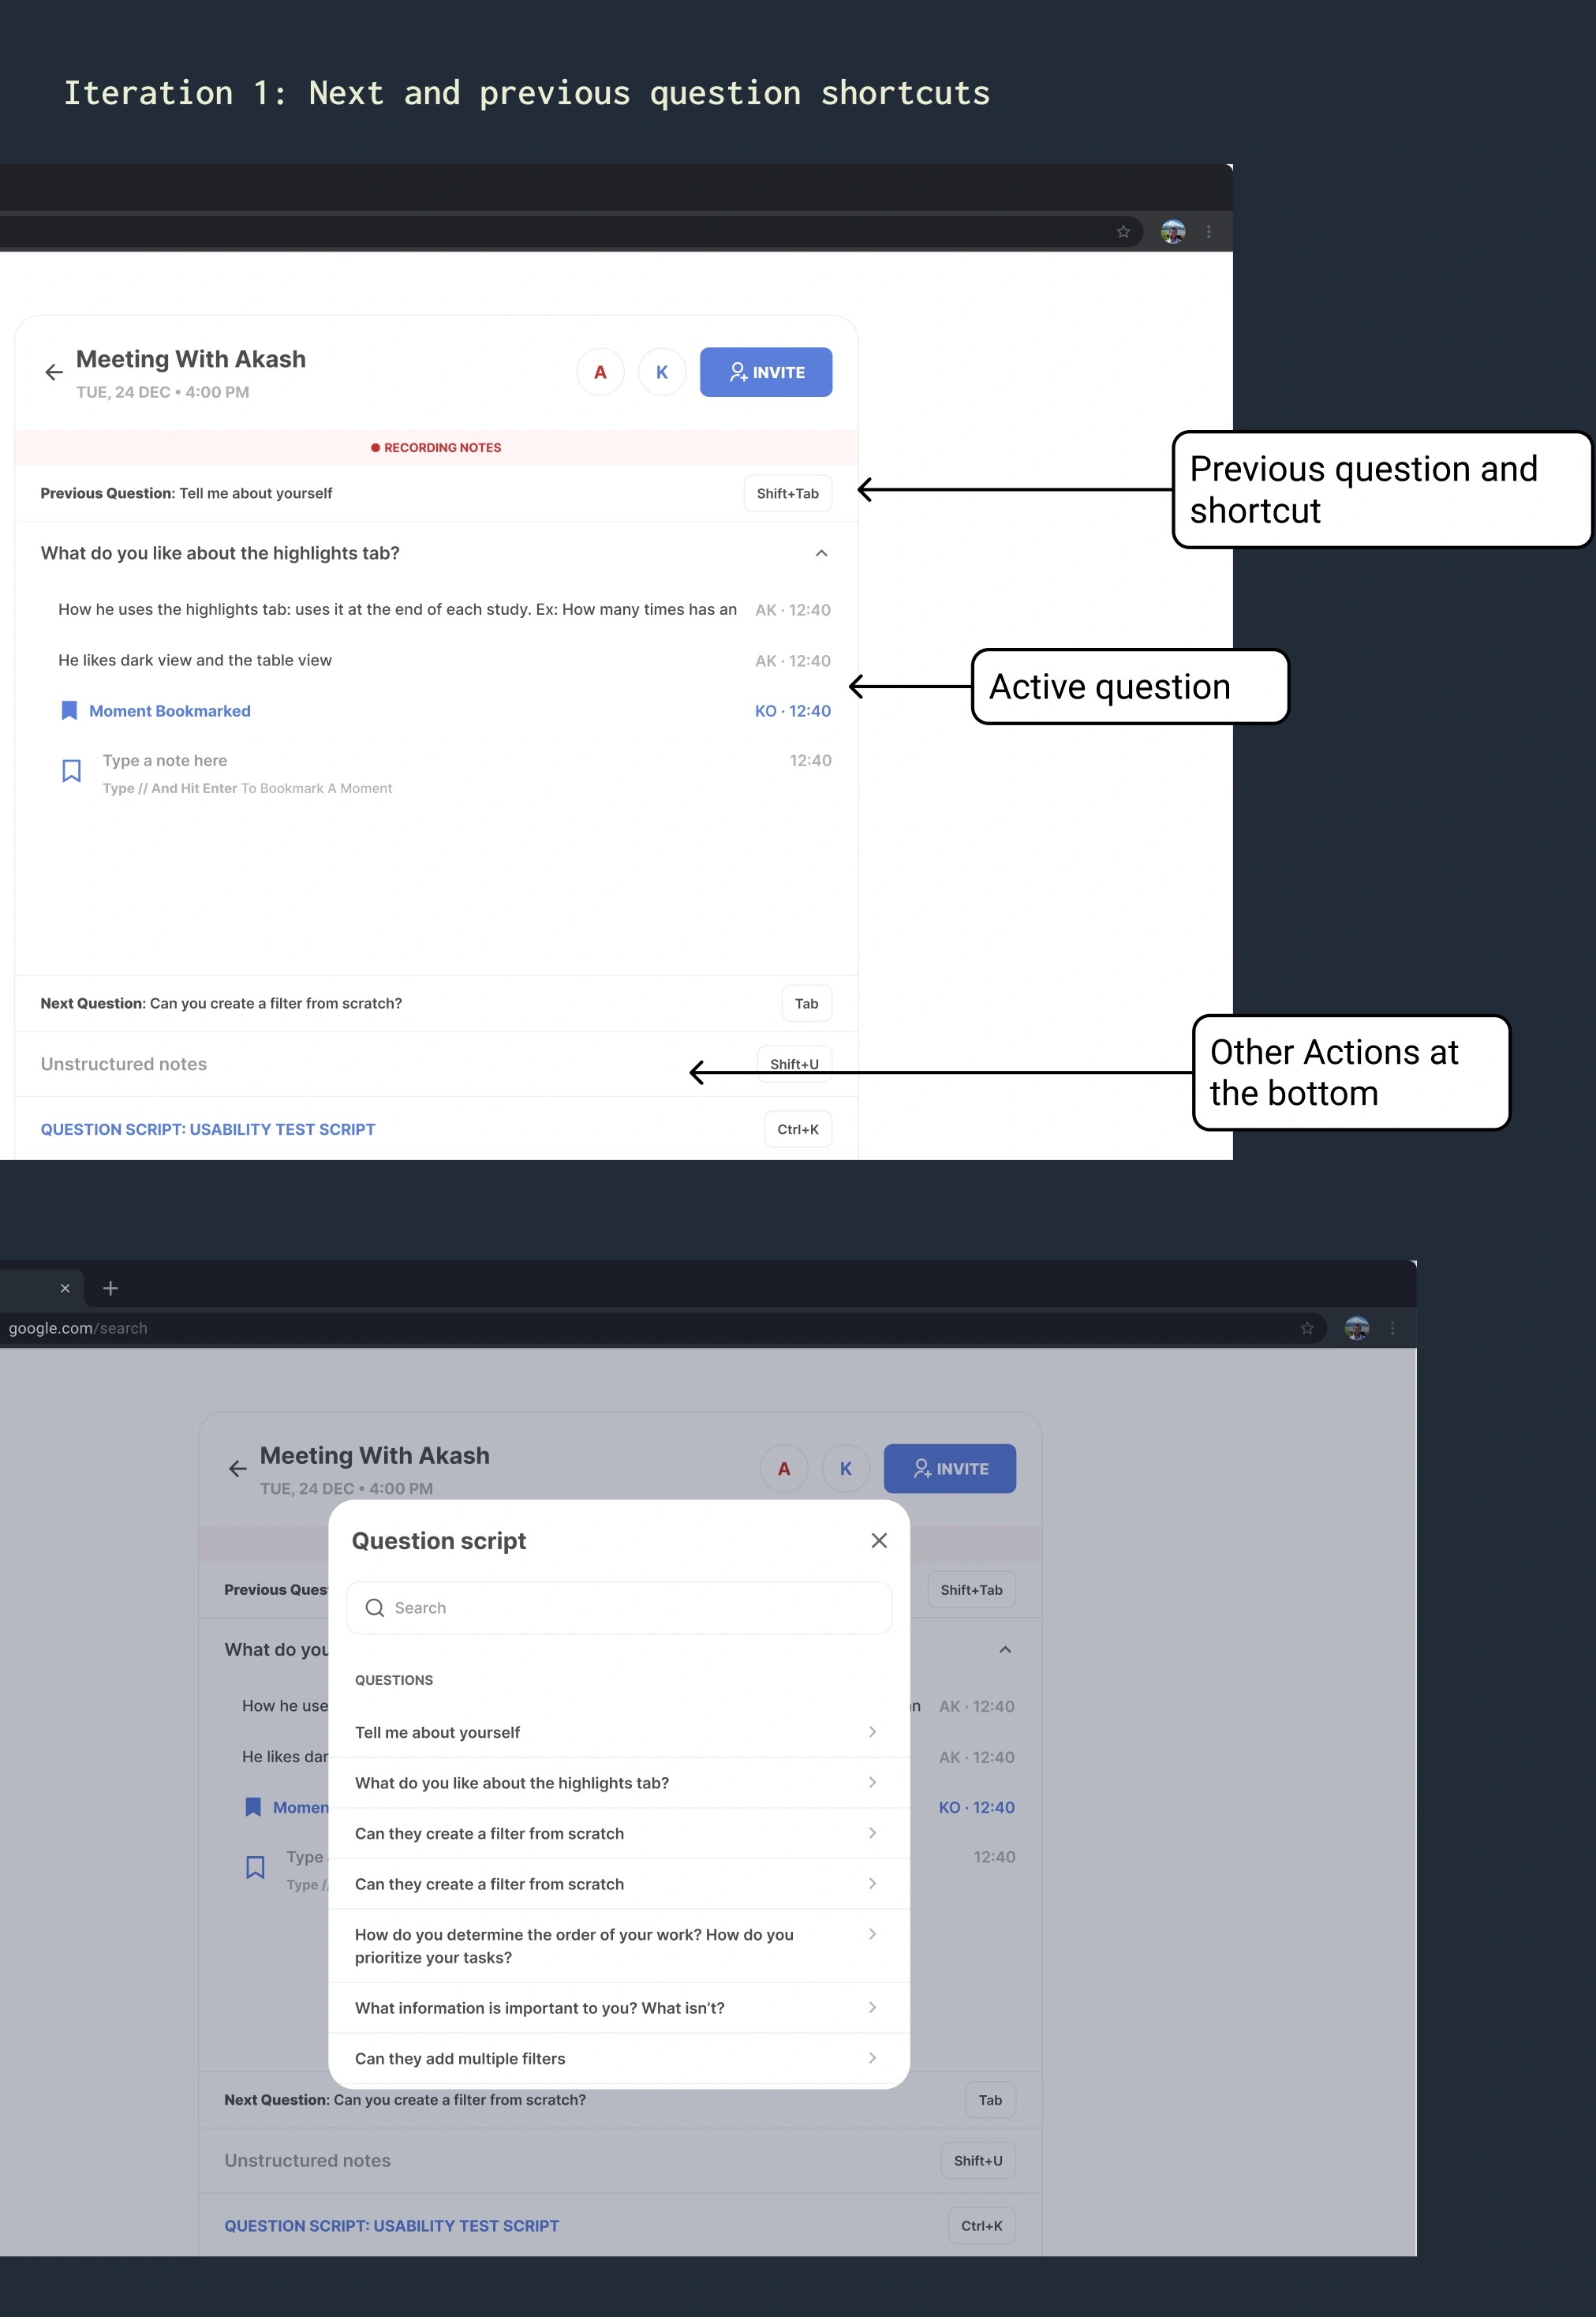 Iteration 1: Next and previous question shortcuts
Meeting With Akash
TUE, 24 DEC • 4:00 PM
A
K
INVITE
RECORDING NOTES
Previous Question: Tell me about yourself
Shift+Tab
Previous question and
shortcut
What do you like about the highlights tab?
How he uses the highlights tab: uses it at the end of each study. Ex: How many times has an
AK · 12:40
He likes dark view and the table view
AK · 12:40
Active question
Moment Bookmarked
KO · 12:40
Type a note here
12:40
Type // And Hit Enter To Bookmark A Moment
Next Question: Can you create a filter from scratch?
Tab
Unstructured notes
Shift+U
Other Actions at
the bottom
QUESTION SCRIPT: USABILITY TEST SCRIPT
Ctrl+K
google.com/search
Meeting With Akash
TUE, 24 DEC • 4:00 PM
A
K
INVITE
Question script
Search
Previous Ques
Shift+Tab
What do you
How he use
n
AK · 12:40
He likes dar
AK · 12:40
Momen
KO · 12:40
Type
12:40
Type //
QUESTIONS
Tell me about yourself
What do you like about the highlights tab?
Can they create a filter from scratch
Can they create a filter from scratch
How do you determine the order of your work? How do you
prioritize your tasks?
What information is important to you? What isn't?
Can they add multiple filters
Next Question: Can you create a filter from scratch?
Tab
Unstructured notes
Shift+U
QUESTION SCRIPT: USABILITY TEST SCRIPT
Ctrl+K